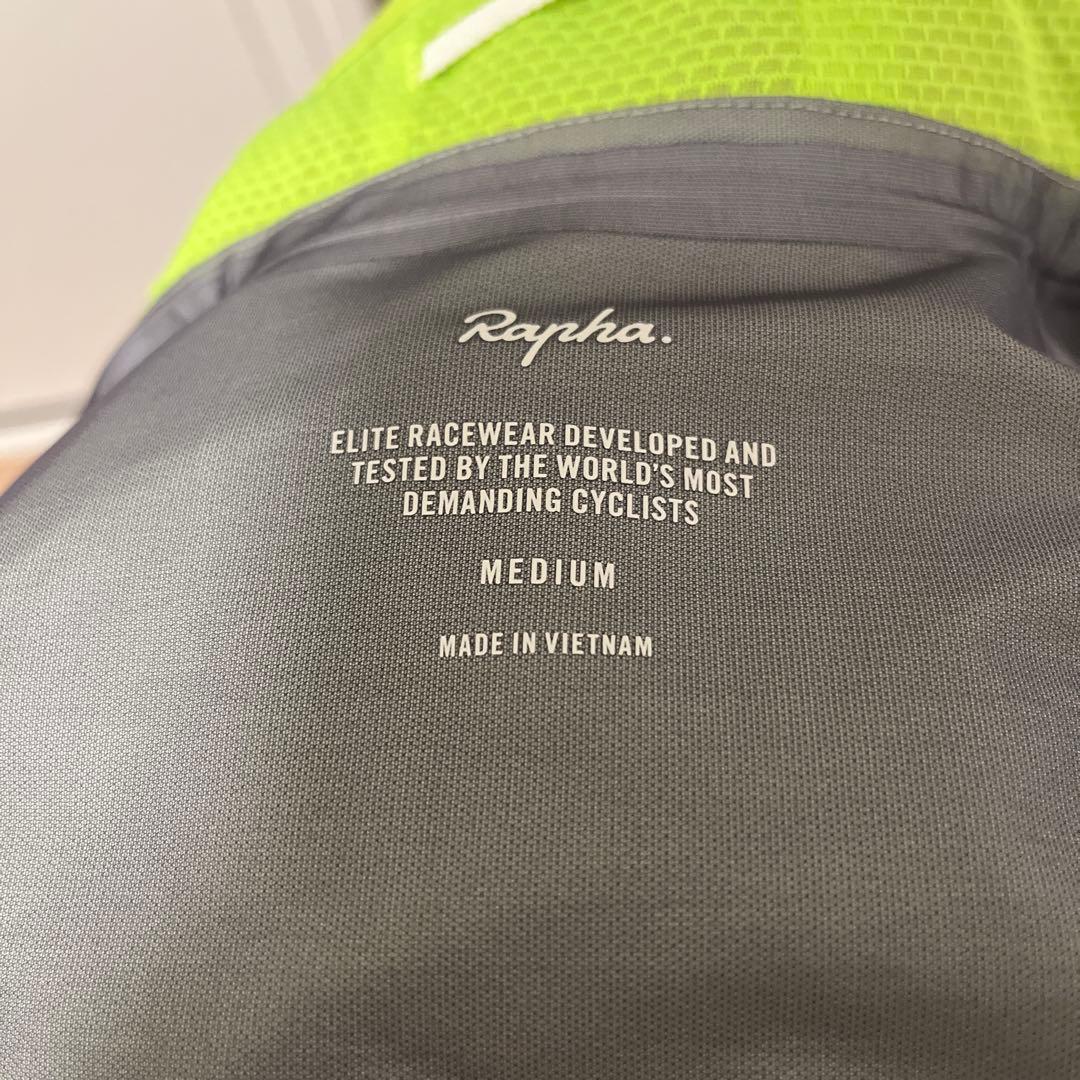 Rapha.
ELITE RACEWEAR DEVELOPED AND
TESTED BY THE WORLD'S MOST
DEMANDING CYCLISTS
MEDIUM
MADE IN VIETNAM